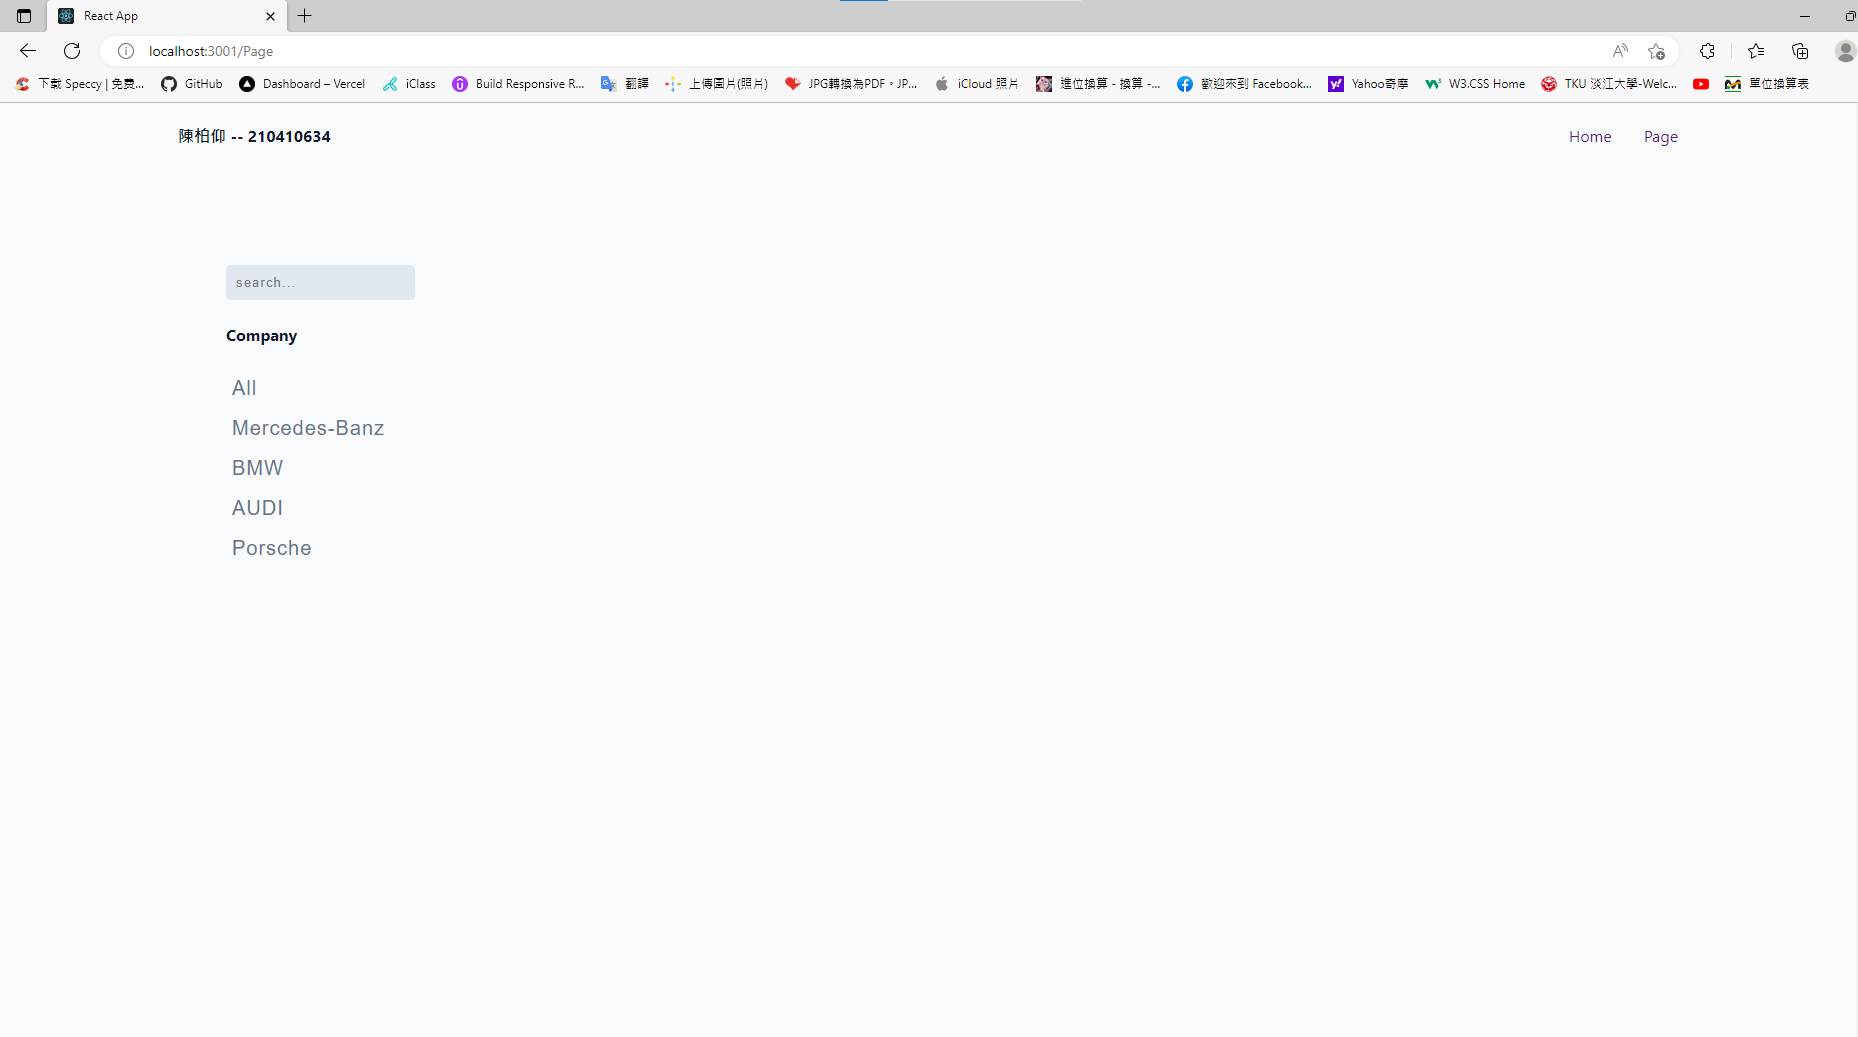 React App
localhost:3001/Page
下載 Speccy | 免費... GitHub Dashboard – Vercel iClass Build Responsive R... 翻譯 上傳圖片(照片) JPG轉換為PDF。JP... iCloud 照片 進位換算 - 換算 -... 歡迎來到 Facebook... Yahoo奇摩 W3.CSS Home TKU 淡江大學-Welc... 單位換算表
陳柏仰 -- 210410634 Home Page
search...
Company
All
Mercedes-Banz
BMW
AUDI
Porsche